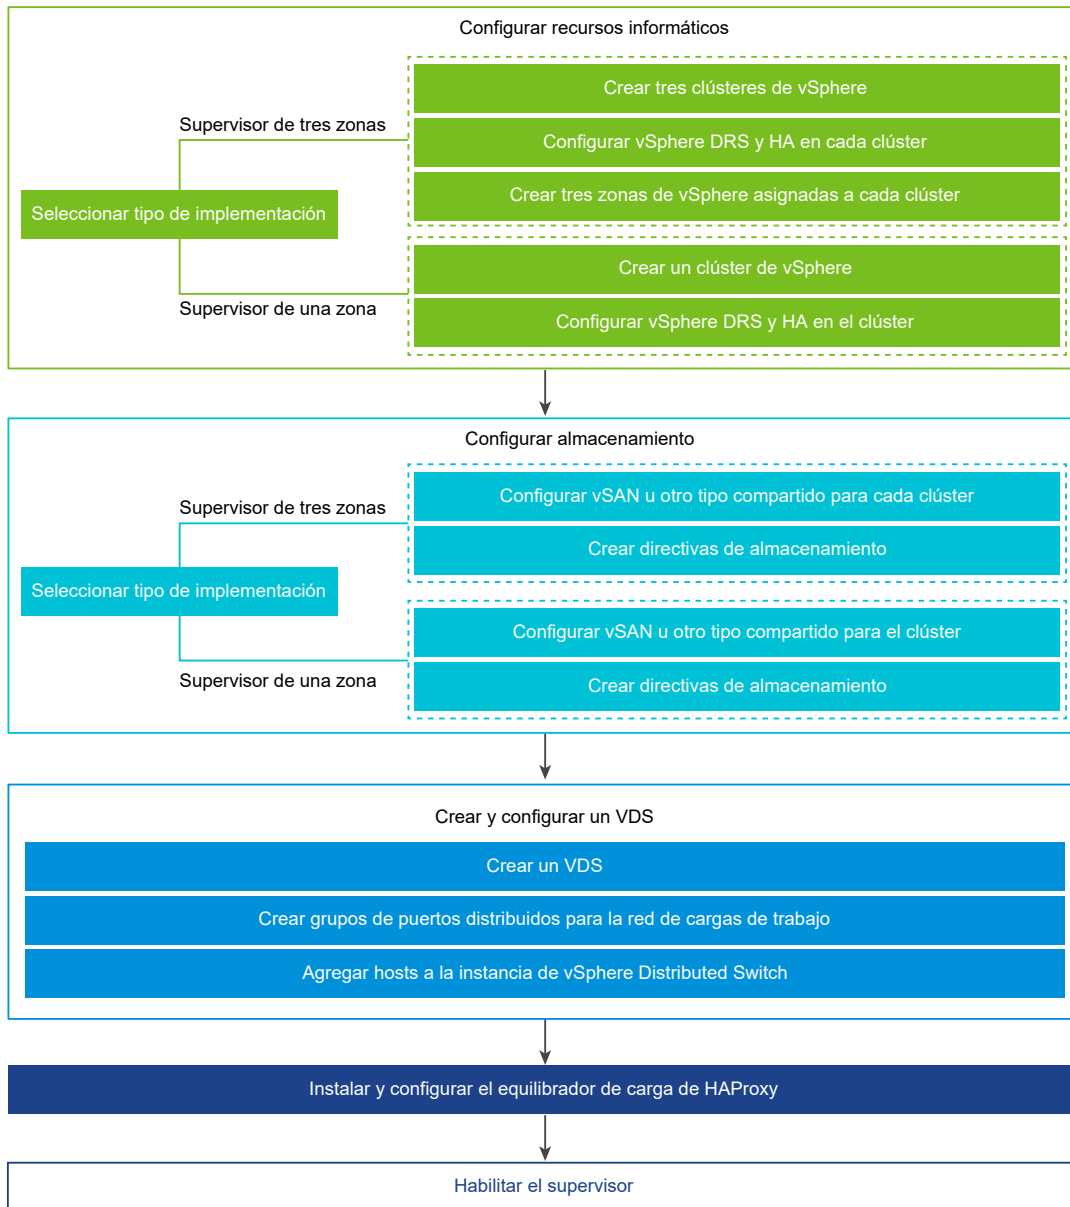 Configurar recursos informáticos
Crear tres clústeres de vSphere
Supervisor de tres zonas
Configurar vSphere DRS y HA en cada clúster
Crear tres zonas de vSphere asignadas a cada clúster
Seleccionar tipo de implementación
Crear un clúster de vSphere
Supervisor de una zona
Configurar vSphere DRS y HA en el clúster
Configurar almacenamiento
Configurar vSAN u otro tipo compartido para cada clúster
Supervisor de tres zonas
Crear directivas de almacenamiento
Seleccionar tipo de implementación
Configurar vSAN u otro tipo compartido para el clúster
Supervisor de una zona
Crear directivas de almacenamiento
Crear y configurar un VDS
Crear un VDS
Crear grupos de puertos distribuidos para la red de cargas de trabajo
Agregar hosts a la instancia de vSphere Distributed Switch
Instalar y configurar el equilibrador de carga de HAProxy
Habilitar el supervisor